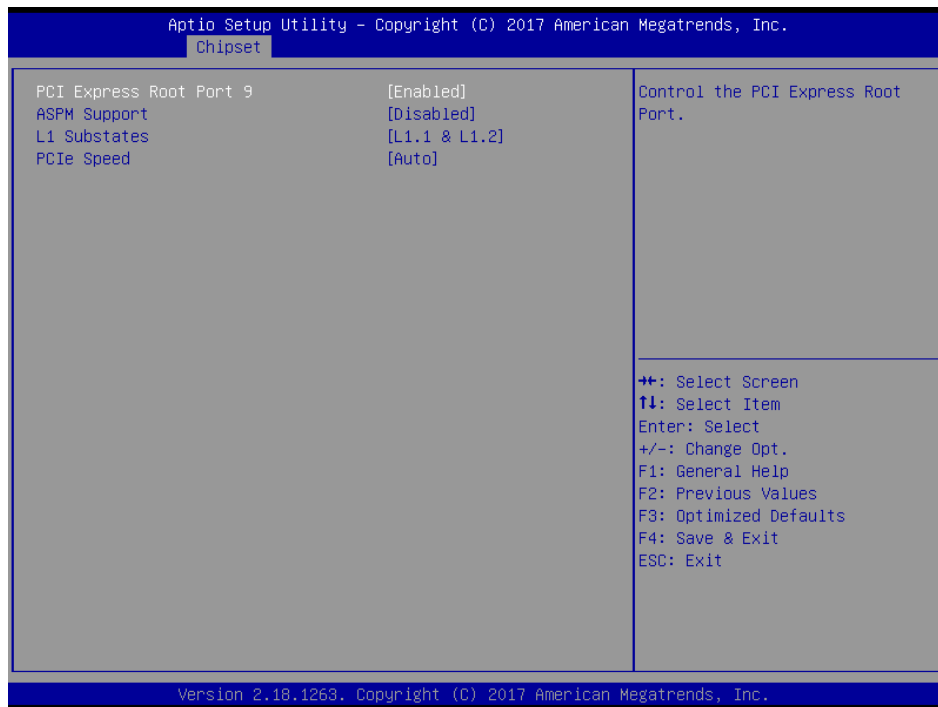 Aptio Setup Utility – Copyright (C) 2017 American Megatrends, Inc.
Chipset
PCI Express Root Port 9 [Enabled]
ASPM Support [Disabled]
L1 Substates [L1.1 & L1.2]
PCIe Speed [Auto]
Control the PCI Express Root
Port.
→←: Select Screen
↑↓: Select Item
Enter: Select
+/-: Change Opt.
F1: General Help
F2: Previous Values
F3: Optimized Defaults
F4: Save & Exit
ESC: Exit
Version 2.18.1263. Copyright (C) 2017 American Megatrends, Inc.